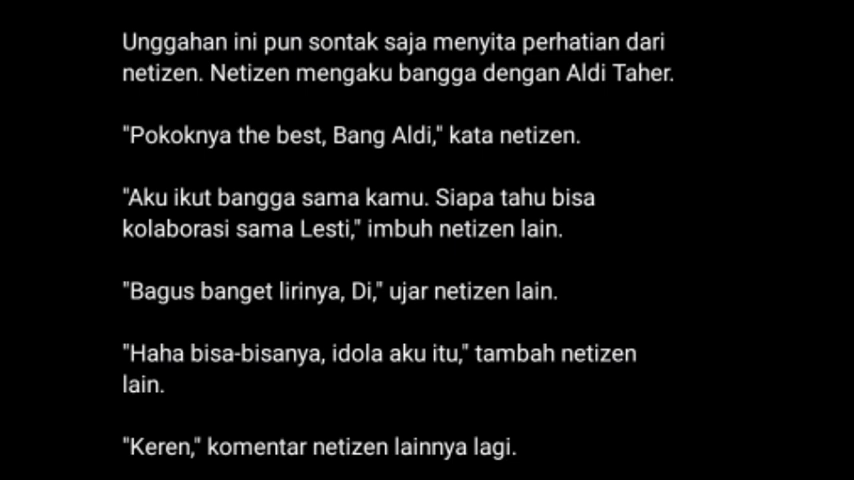 Unggahan ini pun sontak saja menyita perhatian dari
netizen. Netizen mengaku bangga dengan Aldi Taher.
"Pokoknya the best, Bang Aldi," kata netizen.
"Aku ikut bangga sama kamu. Siapa tahu bisa
kolaborasi sama Lesti," imbuh netizen lain.
"Bagus banget lirinya, Di," ujar netizen lain.
"Haha bisa-bisanya, idola aku itu," tambah netizen
lain.
"Keren," komentar netizen lainnya lagi.